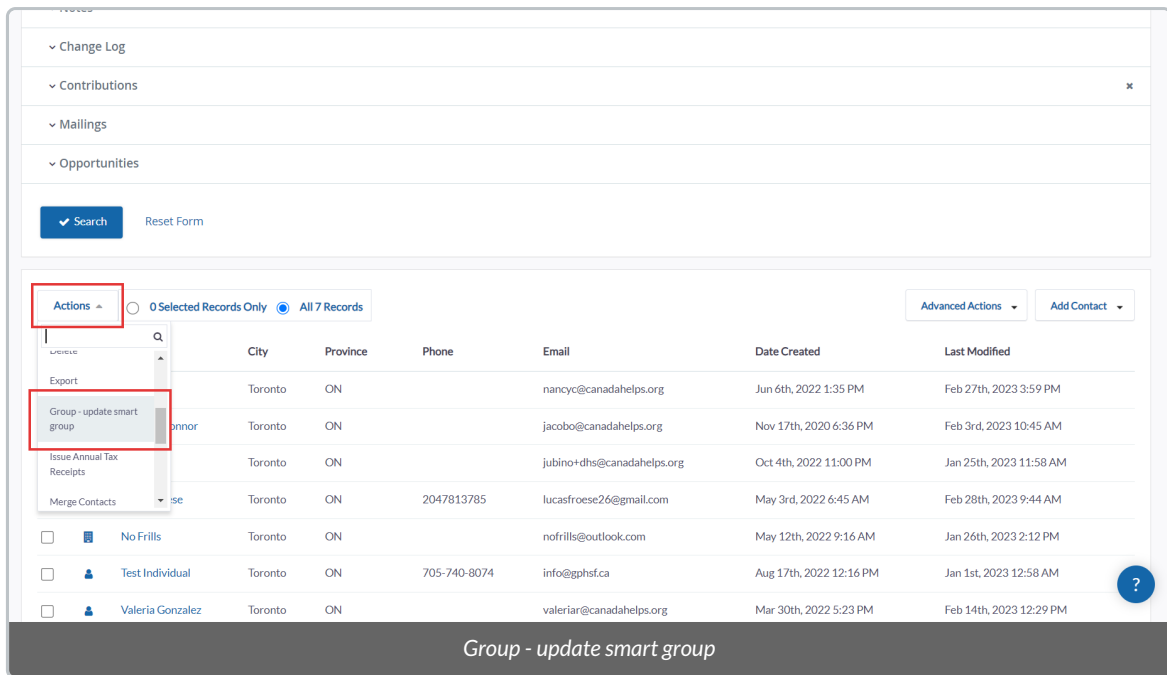 Change Log
Contributions
Mailings
Opportunities
Search Reset Form
Actions 0 Selected Records Only All 7 Records Advanced Actions Add Contact
City Province Phone Email Date Created Last Modified
Delete
Export
Toronto ON nancyc@canadahelps.org Jun 6th, 2022 1:35 PM Feb 27th, 2023 3:59 PM
Group - update smart
group
onnor Toronto ON jacobo@canadahelps.org Nov 17th, 2020 6:36 PM Feb 3rd, 2023 10:45 AM
Issue Annual Tax
Receipts
Toronto ON jubino+dhs@canadahelps.org Oct 4th, 2022 11:00 PM Jan 25th, 2023 11:58 AM
Merge Contacts
ese Toronto ON 2047813785 lucasfroese26@gmail.com May 3rd, 2022 6:45 AM Feb 28th, 2023 9:44 AM
No Frills Toronto ON nofrills@outlook.com May 12th, 2022 9:16 AM Jan 26th, 2023 2:12 PM
Test Individual Toronto ON 705-740-8074 info@gphsf.ca Aug 17th, 2022 12:16 PM Jan 1st, 2023 12:58 AM
Valeria Gonzalez Toronto ON valeriar@canadahelps.org Mar 30th, 2022 5:23 PM Feb 14th, 2023 12:29 PM
?
Group - update smart group